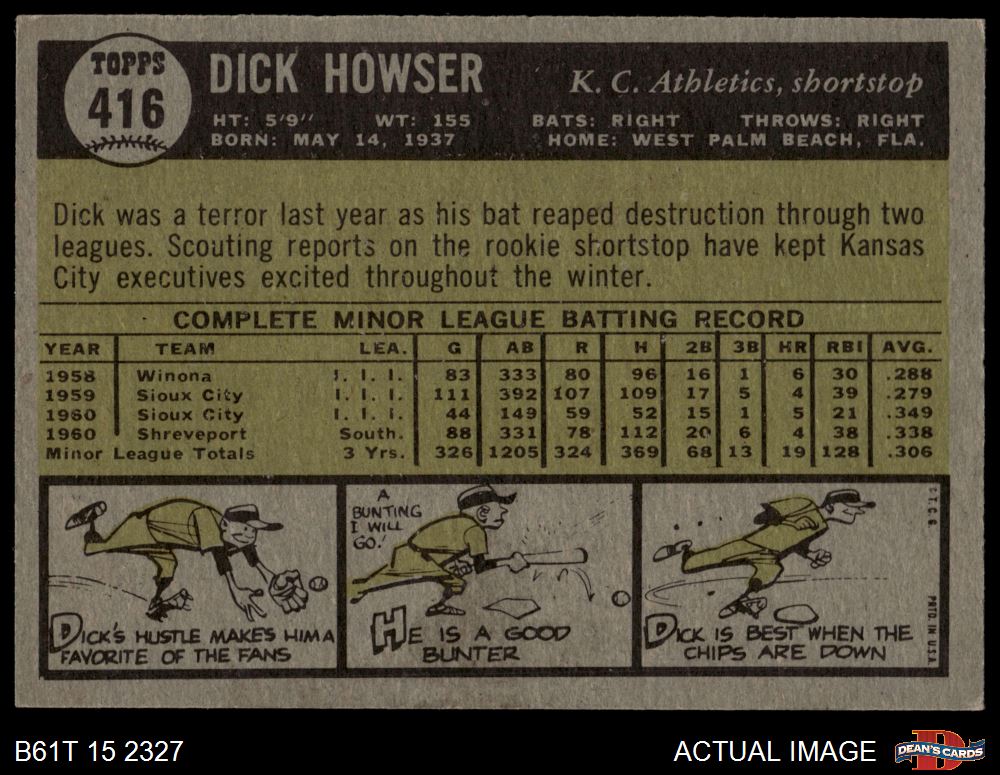 TOPPS
416
DICK HOWSER
K. C. Athletics, shortstop
HT: 5'9" WT: 155 BATS: RIGHT THROWS: RIGHT
BORN: MAY 14, 1937 HOME: WEST PALM BEACH, FLA.
Dick was a terror last year as his bat reaped destruction through two
leagues. Scouting reports on the rookie shortstop have kept Kansas
City executives excited throughout the winter.
COMPLETE MINOR LEAGUE BATTING RECORD
YEAR TEAM LEA. G AB R H 2B 3B HR RBI AVG.
1958 Winona I. I. I. 83 333 80 96 16 1 6 30 .288
1959 Sioux City I. I. I. 111 392 107 109 17 5 4 39 .279
1960 Sioux City I. I. I. 44 149 59 52 15 1 5 21 .349
1960 Shreveport South. 88 331 78 112 20 6 4 38 .338
Minor League Totals 3 Yrs. 326 1205 324 369 68 13 19 128 .306
DICK'S HUSTLE MAKES HIM A
FAVORITE OF THE FANS
A
BUNTING
I WILL
GO!
HE IS A GOOD
BUNTER
DICK IS BEST WHEN THE
CHIPS ARE DOWN
T.C.G.
PRTD. IN U.S.A.
B61T 15 2327
ACTUAL IMAGE
D
DEAN'S CARDS